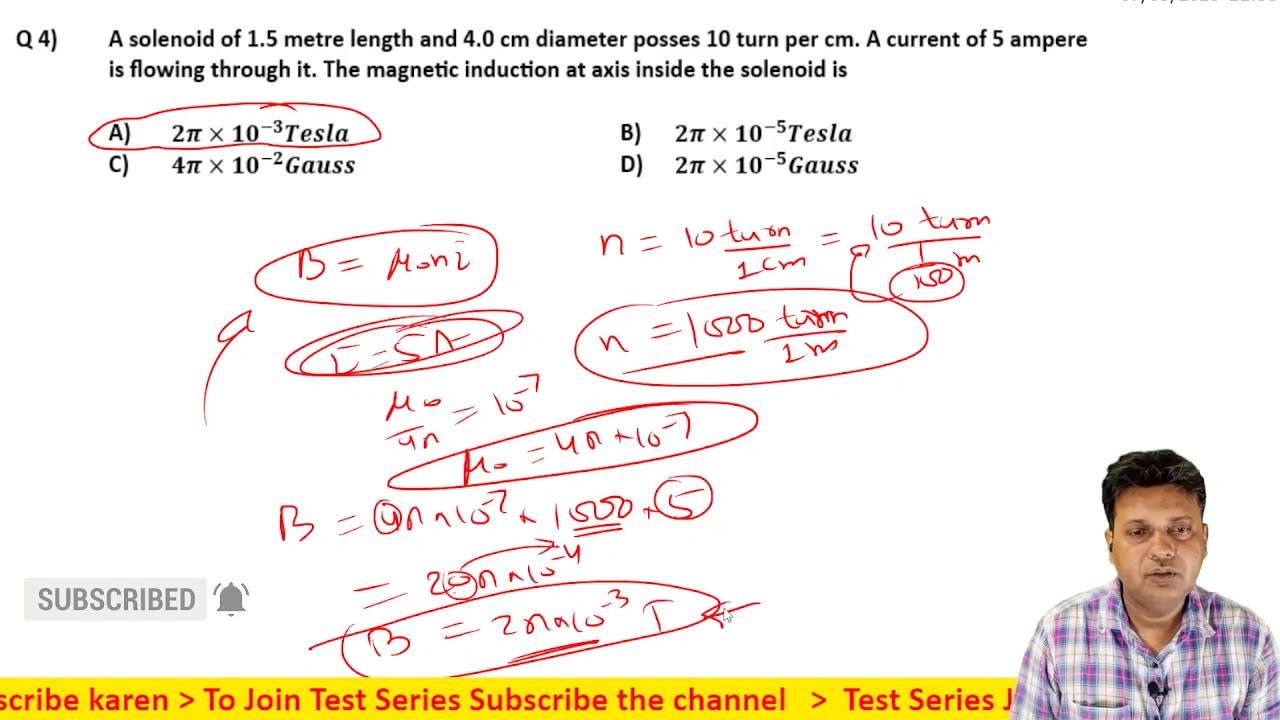 Q 4) A solenoid of 1.5 metre length and 4.0 cm diameter posses 10 turn per cm. A current of 5 ampere
is flowing through it. The magnetic induction at axis inside the solenoid is
A) 2π × 10⁻³Tesla B) 2π × 10⁻⁵Tesla
C) 4π × 10⁻²Gauss D) 2π × 10⁻⁵Gauss
B = μ₀ni
n = 10 turn/1cm = 10 turn/(1/100 m)
i = 5A
n = 1000 turn/1m
μ₀/4π = 10⁻⁷
μ₀ = 4π×10⁻⁷
B = 4π×10⁻⁷ × 1000 × 5
= 20π×10⁻⁴
B = 2π×10⁻³ T
SUBSCRIBED
scribe karen > To Join Test Series Subscribe the channel > Test Series J